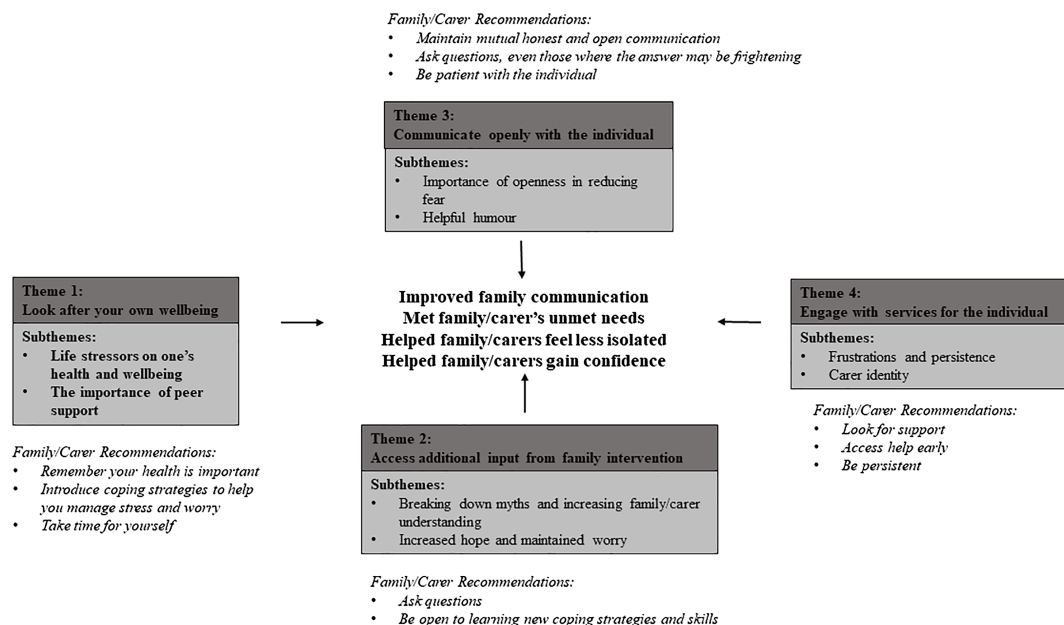 Family/Carer Recommendations:
• Maintain mutual honest and open communication
• Ask questions, even those where the answer may be frightening
• Be patient with the individual
Theme 3:
Communicate openly with the individual
Subthemes:
• Importance of openness in reducing
fear
• Helpful humour
Theme 1:
Look after your own wellbeing
Subthemes:
• Life stressors on one's
health and wellbeing
• The importance of peer
support
Family/Carer Recommendations:
• Remember your health is important
• Introduce coping strategies to help
you manage stress and worry
• Take time for yourself
Improved family communication
Met family/carer's unmet needs
Helped family/carers feel less isolated
Helped family/carers gain confidence
Theme 4:
Engage with services for the individual
Subthemes:
• Frustrations and persistence
• Carer identity
Family/Carer Recommendations:
• Look for support
• Access help early
• Be persistent
Theme 2:
Access additional input from family intervention
Subthemes:
• Breaking down myths and increasing family/carer
understanding
• Increased hope and maintained worry
Family/Carer Recommendations:
• Ask questions
• Be open to learning new coping strategies and skills